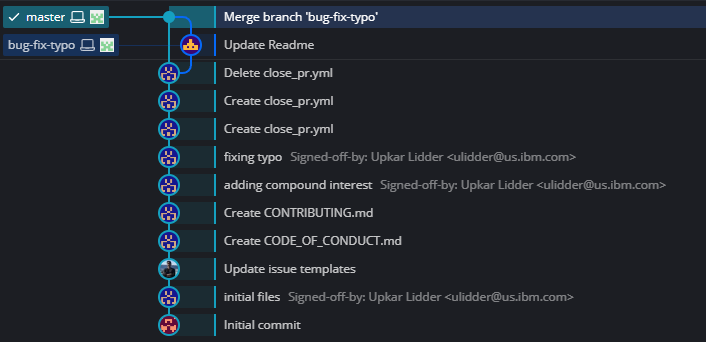 master Merge branch 'bug-fix-typo'
bug-fix-typo Update Readme
Delete close_pr.yml
Create close_pr.yml
Create close_pr.yml
fixing typo Signed-off-by: Upkar Lidder <ulidder@us.ibm.com>
adding compound interest Signed-off-by: Upkar Lidder <ulidder@us.ibm.com>
Create CONTRIBUTING.md
Create CODE_OF_CONDUCT.md
Update issue templates
initial files Signed-off-by: Upkar Lidder <ulidder@us.ibm.com>
Initial commit